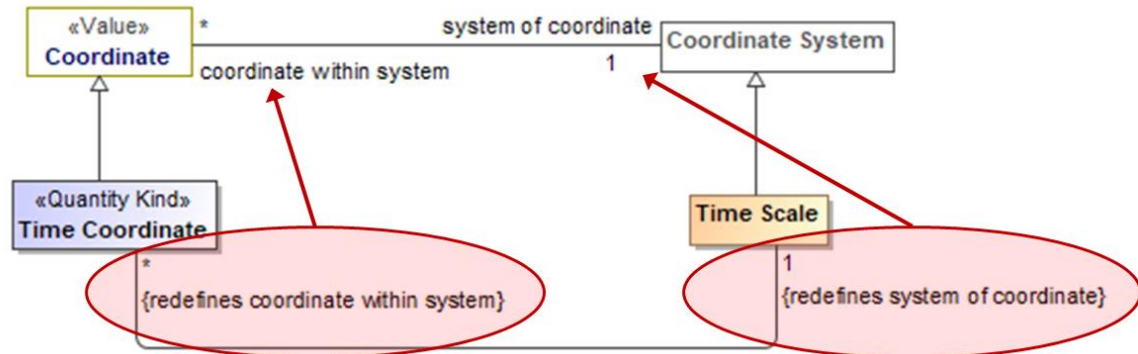 «Value»
Coordinate
*
system of coordinate
coordinate within system
1
Coordinate System
«Quantity Kind»
Time Coordinate
Time Scale
*
{redefines coordinate within system}
1
{redefines system of coordinate}